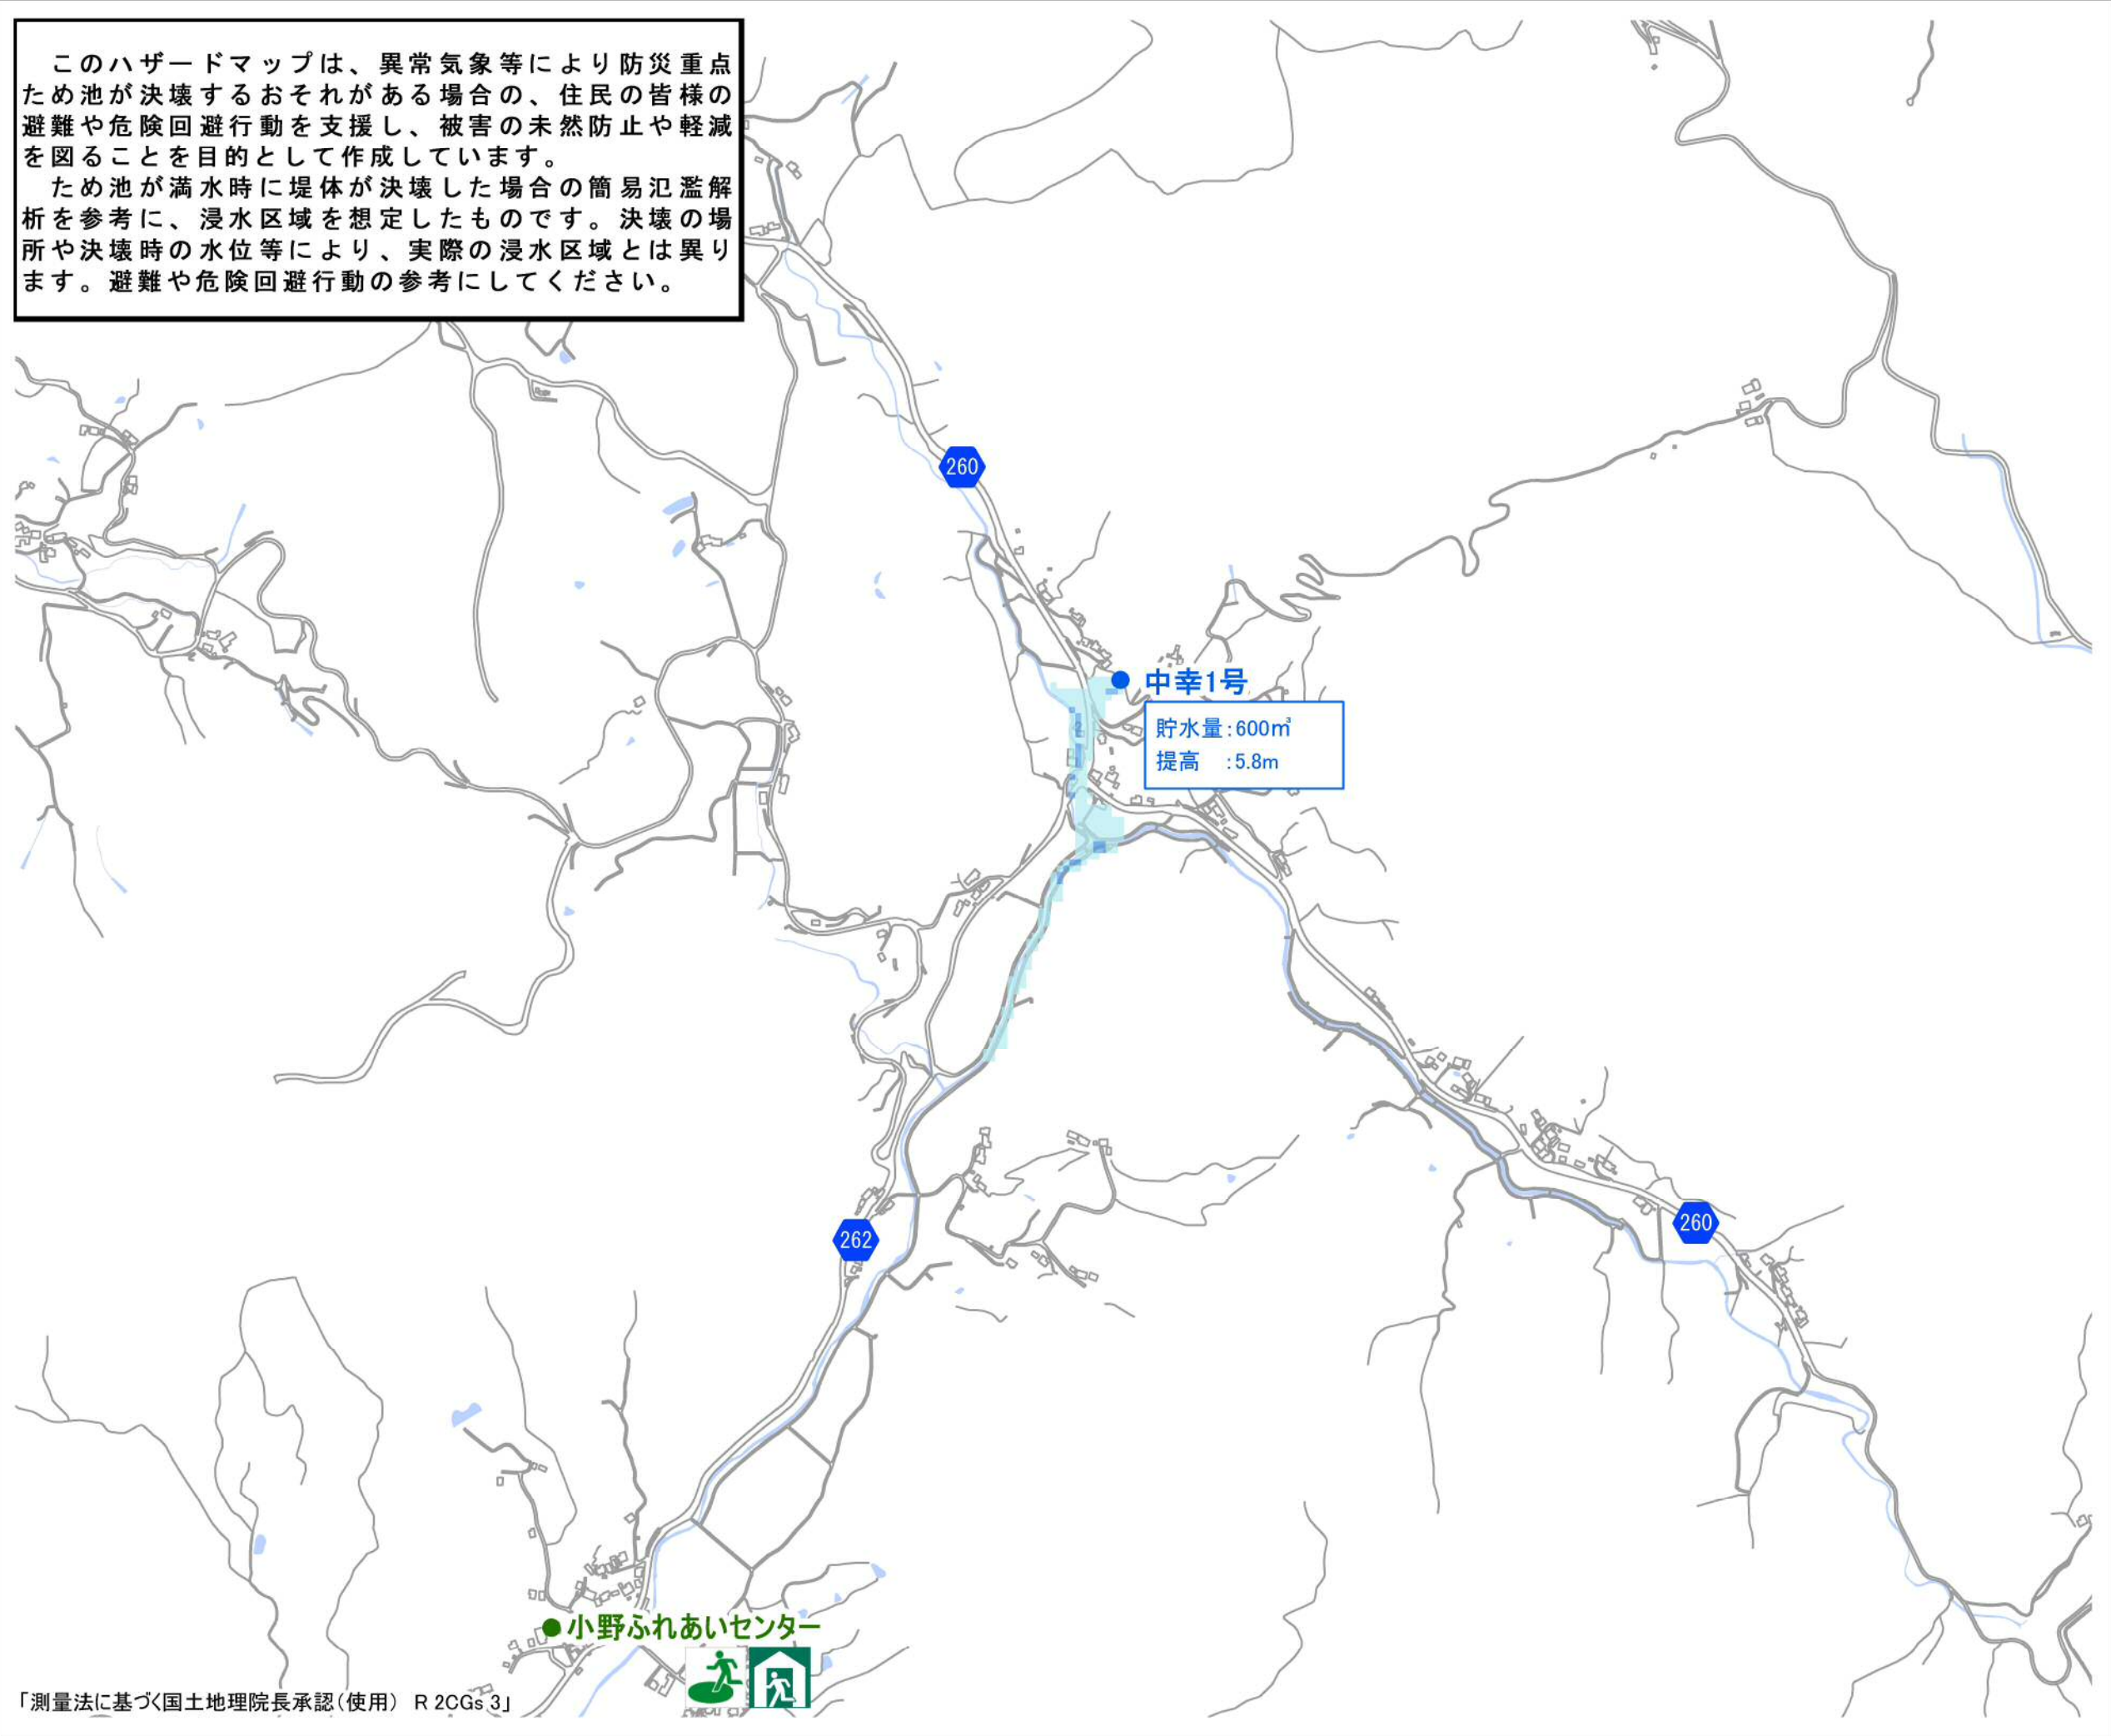 このハザードマップは、異常気象等により防災重点
ため池が決壊するおそれがある場合の、住民の皆様の
避難や危険回避行動を支援し、被害の未然防止や軽減
を図ることを目的として作成しています。
ため池が満水時に堤体が決壊した場合の簡易氾濫解
析を参考に、浸水区域を想定したものです。決壊の場
所や決壊時の水位等により、実際の浸水区域とは異り
ます。避難や危険回避行動の参考にしてください。
260
中幸1号
貯水量:600㎥
提高 :5.8m
260
262
小野ふれあいセンター
「測量法に基づく国土地理院長承認(使用) R 2CGs 3」